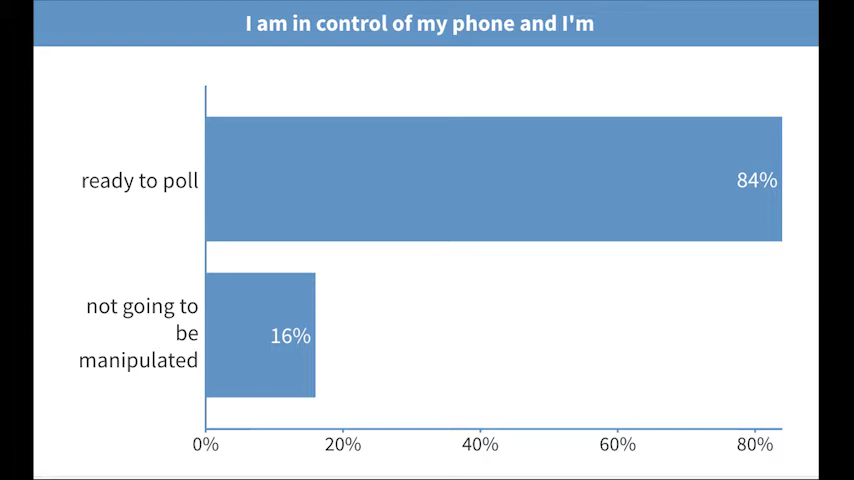 I am in control of my phone and I'm
ready to poll
84%
not going to
be
manipulated
16%
0%
20%
40%
60%
80%